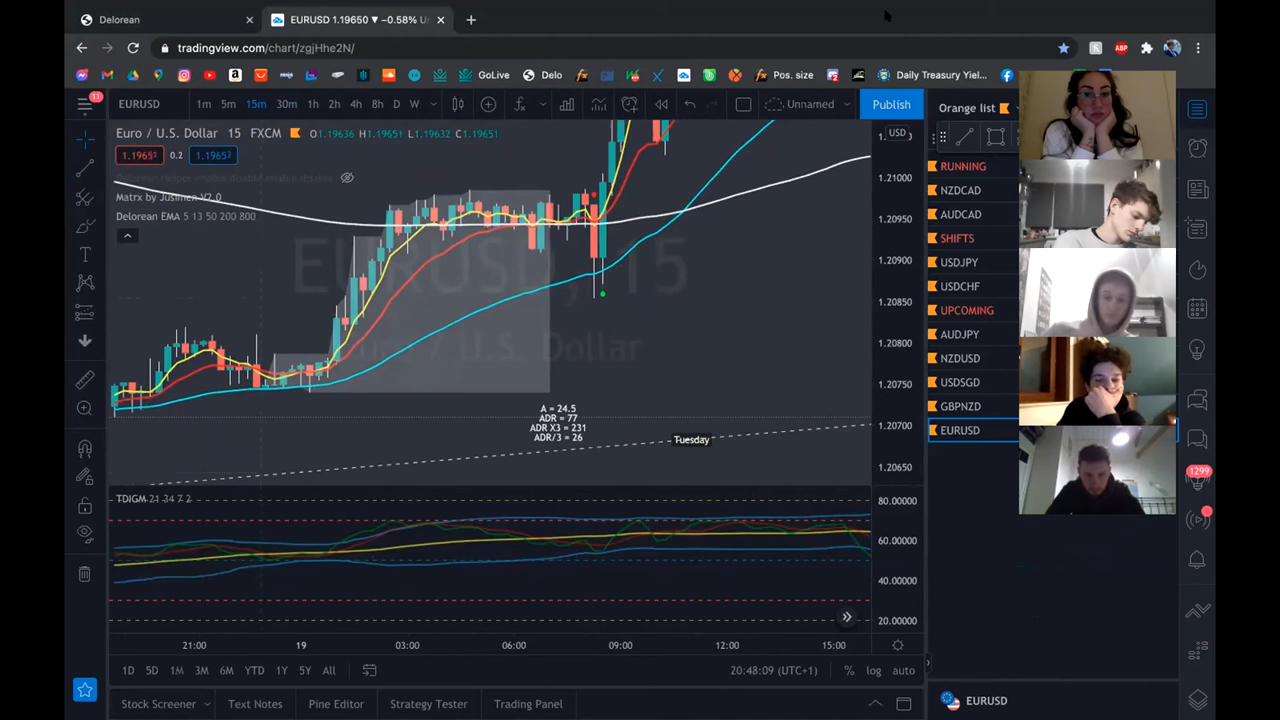 Delorean
EURUSD 1.19650 ▼ −0.58% U
tradingview.com/chart/zgjHhe2N/
GoLive
Delo
Pos. size
Daily Treasury Yiel...
11
EURUSD
1m 5m 15m 30m 1h 2h 4h 8h D W
Unnamed
Publish
Orange list
Euro / U.S. Dollar 15 FXCM
O1.19636 H1.19651 L1.19632 C1.19651
1.19651
0.2
1.19653
Delorean Helper enable disable enable disable
Matrx by Jusimen V2.0
Delorean EMA 5 13 50 200 800
USD
1.21000
1.20950
1.20900
1.20850
1.20800
1.20750
1.20700
1.20650
EURUSD, 15
Euro / U.S. Dollar
A = 24.5
ADR = 77
ADR X3 = 231
ADR/3 = 26
Tuesday
TDIGM 21 34 7 2
80.00000
60.00000
40.00000
20.00000
21:00 19 03:00 06:00 09:00 12:00 15:00
1D 5D 1M 3M 6M YTD 1Y 5Y All
20:48:09 (UTC+1)
% log auto
Stock Screener
Text Notes
Pine Editor
Strategy Tester
Trading Panel
RUNNING
NZDCAD
AUDCAD
SHIFTS
USDJPY
USDCHF
UPCOMING
AUDJPY
NZDUSD
USDSGD
GBPNZD
EURUSD
1299
EURUSD